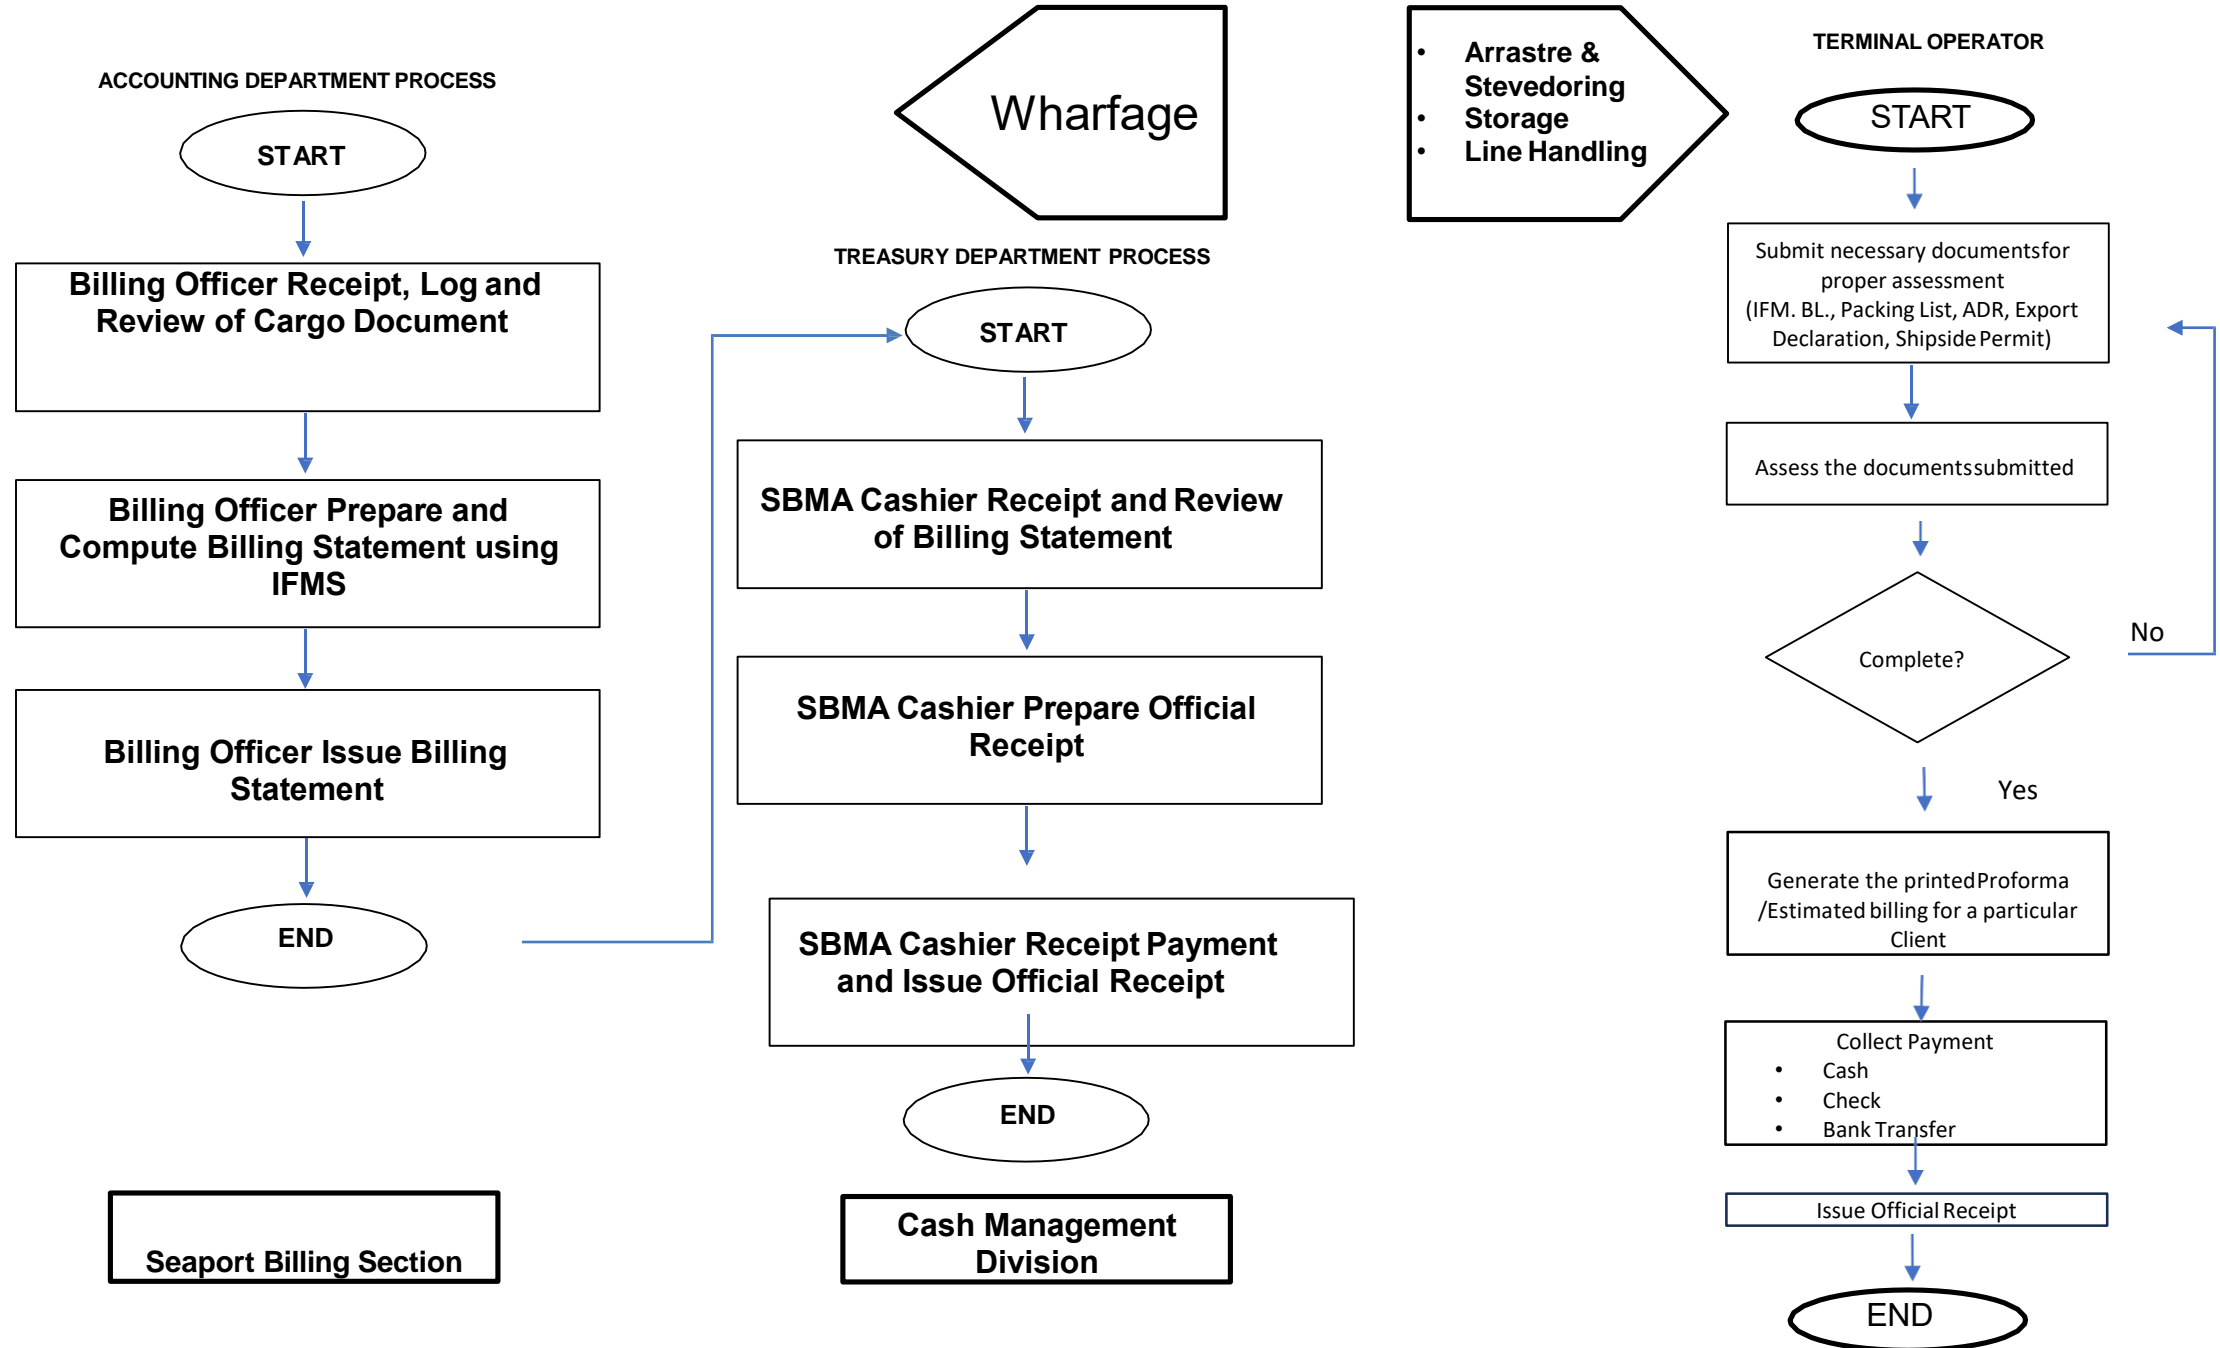 ACCOUNTING DEPARTMENT PROCESS
START
Billing Officer Receipt, Log and
Review of Cargo Document
Billing Officer Prepare and
Compute Billing Statement using
IFMS
Billing Officer Issue Billing
Statement
END
Seaport Billing Section
Wharfage
TREASURY DEPARTMENT PROCESS
START
SBMA Cashier Receipt and Review
of Billing Statement
SBMA Cashier Prepare Official
Receipt
SBMA Cashier Receipt Payment
and Issue Official Receipt
END
Cash Management
Division
• Arrastre &
Stevedoring
• Storage
• Line Handling
TERMINAL OPERATOR
START
Submit necessary documentsfor
proper assessment
(IFM. BL., Packing List, ADR, Export
Declaration, Shipside Permit)
Assess the documentssubmitted
Complete?
No
Yes
Generate the printedProforma
/Estimated billing for a particular
Client
Collect Payment
• Cash
• Check
• Bank Transfer
Issue Official Receipt
END